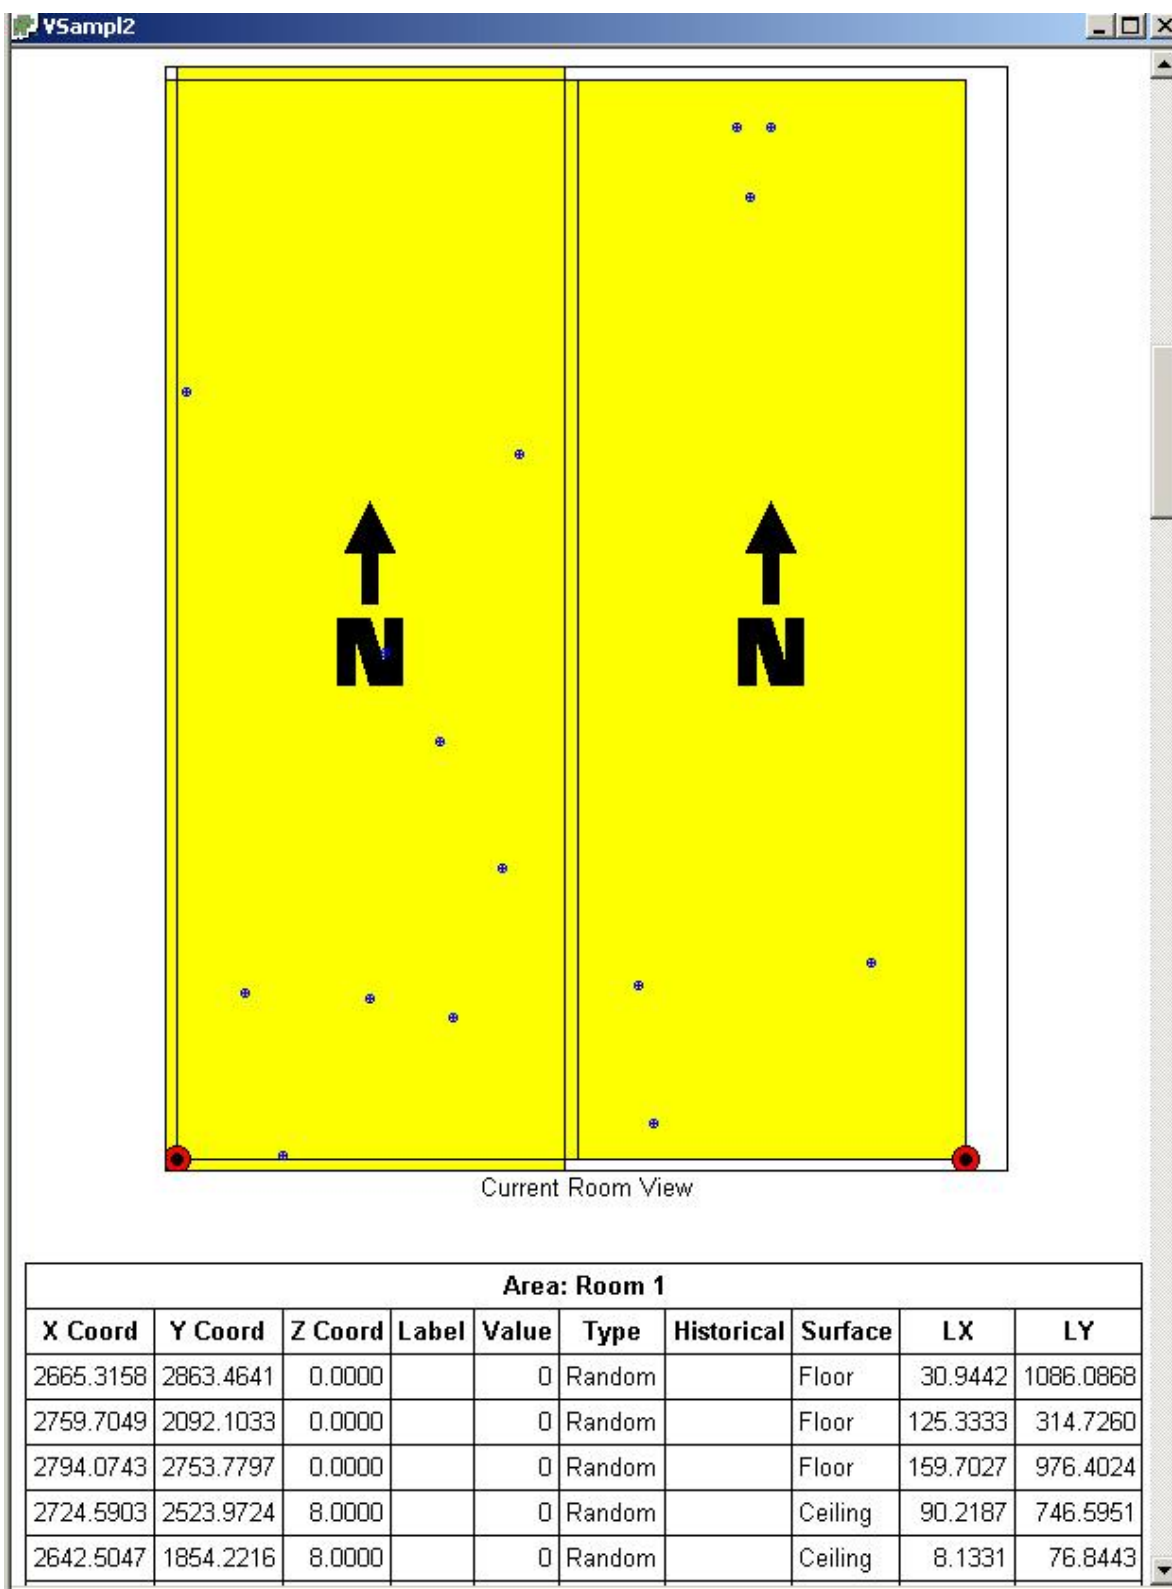 VSampl2
N N
Current Room View
Area: Room 1
X Coord Y Coord Z Coord Label Value Type Historical Surface LX LY
2665.3158 2863.4641 0.0000 0 Random Floor 30.9442 1086.0868
2759.7049 2092.1033 0.0000 0 Random Floor 125.3333 314.7260
2794.0743 2753.7797 0.0000 0 Random Floor 159.7027 976.4024
2724.5903 2523.9724 8.0000 0 Random Ceiling 90.2187 746.5951
2642.5047 1854.2216 8.0000 0 Random Ceiling 8.1331 76.8443